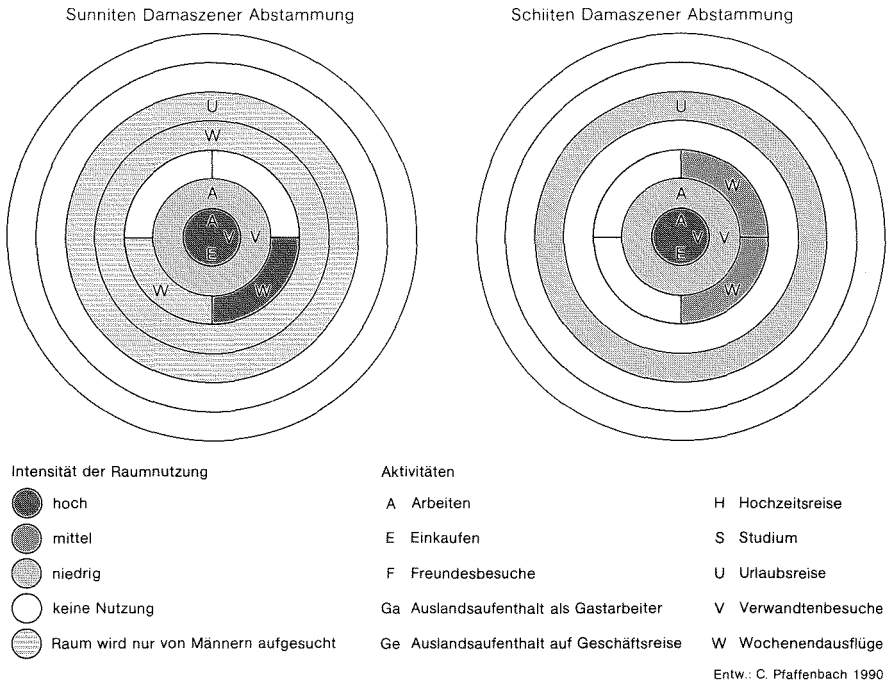 Sunniten Damaszener Abstammung
Schiiten Damaszener Abstammung
U
W
A
A
V
V
E
W
W
U
W
A
A
V
V
E
W
Intensität der Raumnutzung
hoch
mittel
niedrig
keine Nutzung
Raum wird nur von Männern aufgesucht
Aktivitäten
A Arbeiten
E Einkaufen
F Freundesbesuche
Ga Auslandsaufenthalt als Gastarbeiter
Ge Auslandsaufenthalt auf Geschäftsreise
H Hochzeitsreise
S Studium
U Urlaubsreise
V Verwandtenbesuche
W Wochenendausflüge
Entw.: C. Pfaffenbach 1990